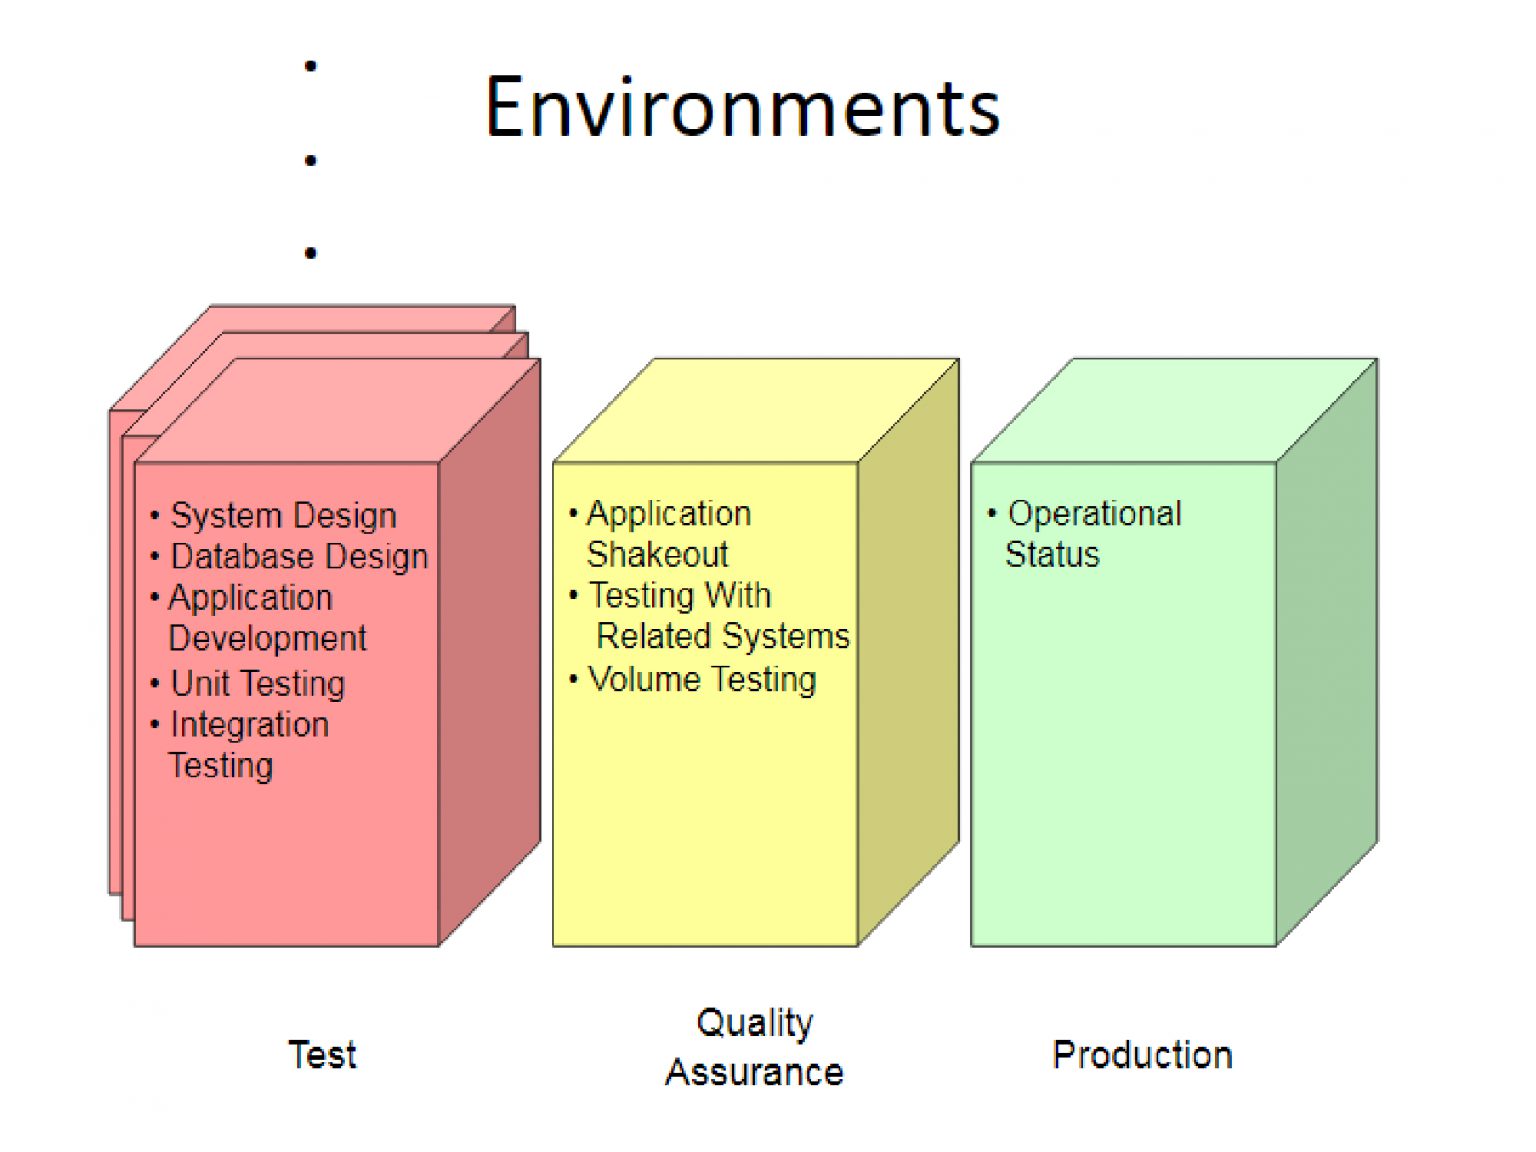 Environments
• System Design
• Database Design
• Application
Development
• Unit Testing
• Integration
Testing
• Application
Shakeout
• Testing With
Related Systems
• Volume Testing
• Operational
Status
Test
Quality
Assurance
Production